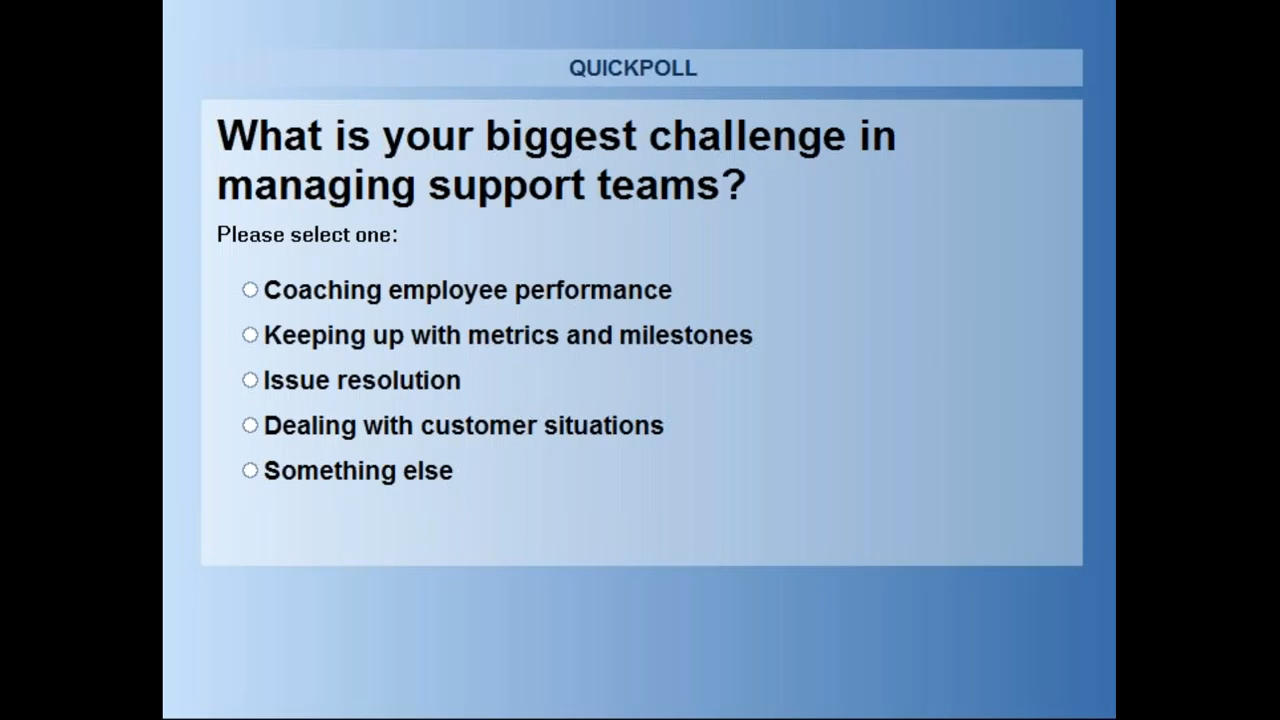 QUICKPOLL
What is your biggest challenge in
managing support teams?
Please select one:
Coaching employee performance
Keeping up with metrics and milestones
Issue resolution
Dealing with customer situations
Something else